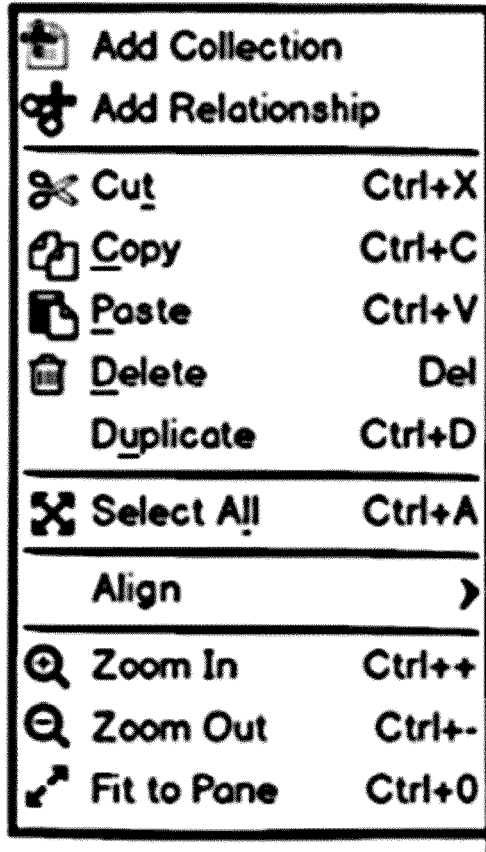 Add Collection
Add Relationship
Cut Ctrl+X
Copy Ctrl+C
Paste Ctrl+V
Delete Del
Duplicate Ctrl+D
Select All Ctrl+A
Align
Zoom In Ctrl++
Zoom Out Ctrl+-
Fit to Pane Ctrl+0